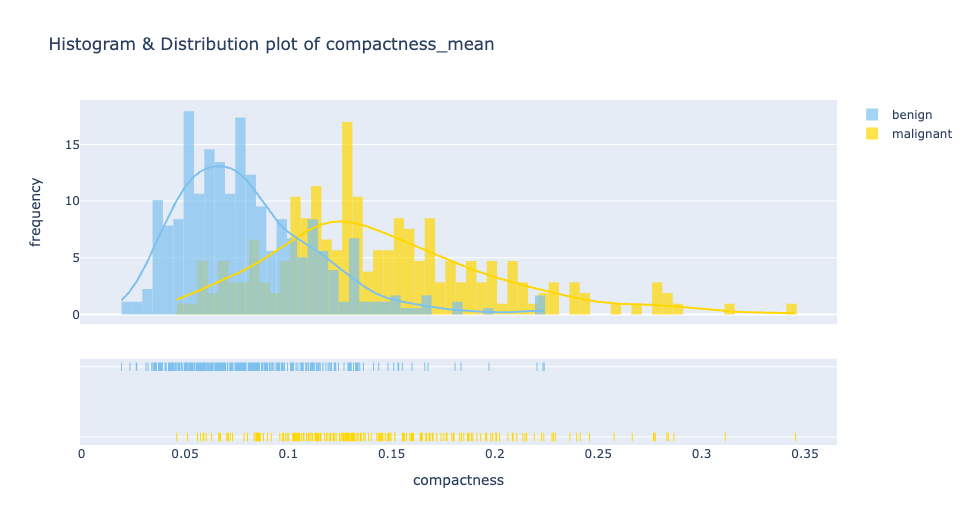 Histogram & Distribution plot of compactness_mean
benign
malignant
frequency
15
10
5
0
0
0.05
0.1
0.15
0.2
0.25
0.3
0.35
compactness